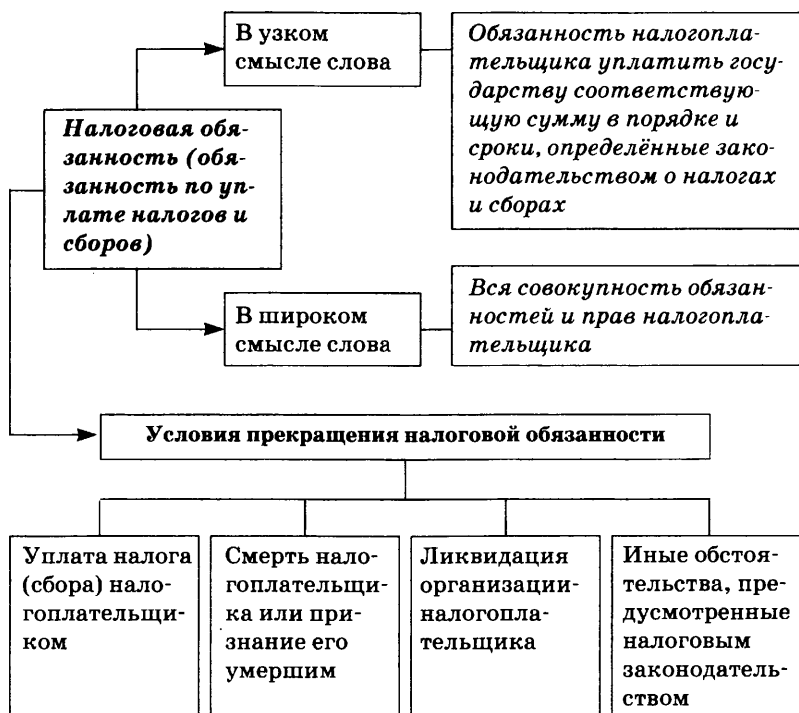 В узком
смысле слова
Обязанность налогопла-
тельщика уплатить госу-
дарству соответствую-
щую сумму в порядке и
сроки, определённые зако-
нодательством о налогах
и сборах
Налоговая обя-
занность (обя-
занность по уп-
лате налогов и
сборов)
В широком
смысле слова
Вся совокупность обязан-
ностей и прав налогопла-
тельщика
Условия прекращения налоговой обязанности
Уплата налога
(сбора) нало-
гоплательщи-
ком
Смерть нало-
гоплательщи-
ка или при-
знание его
умершим
Ликвидация
организации-
налогопла-
тельщика
Иные обстоя-
тельства, пре-
дусмотренные
налоговым
законодатель-
ством